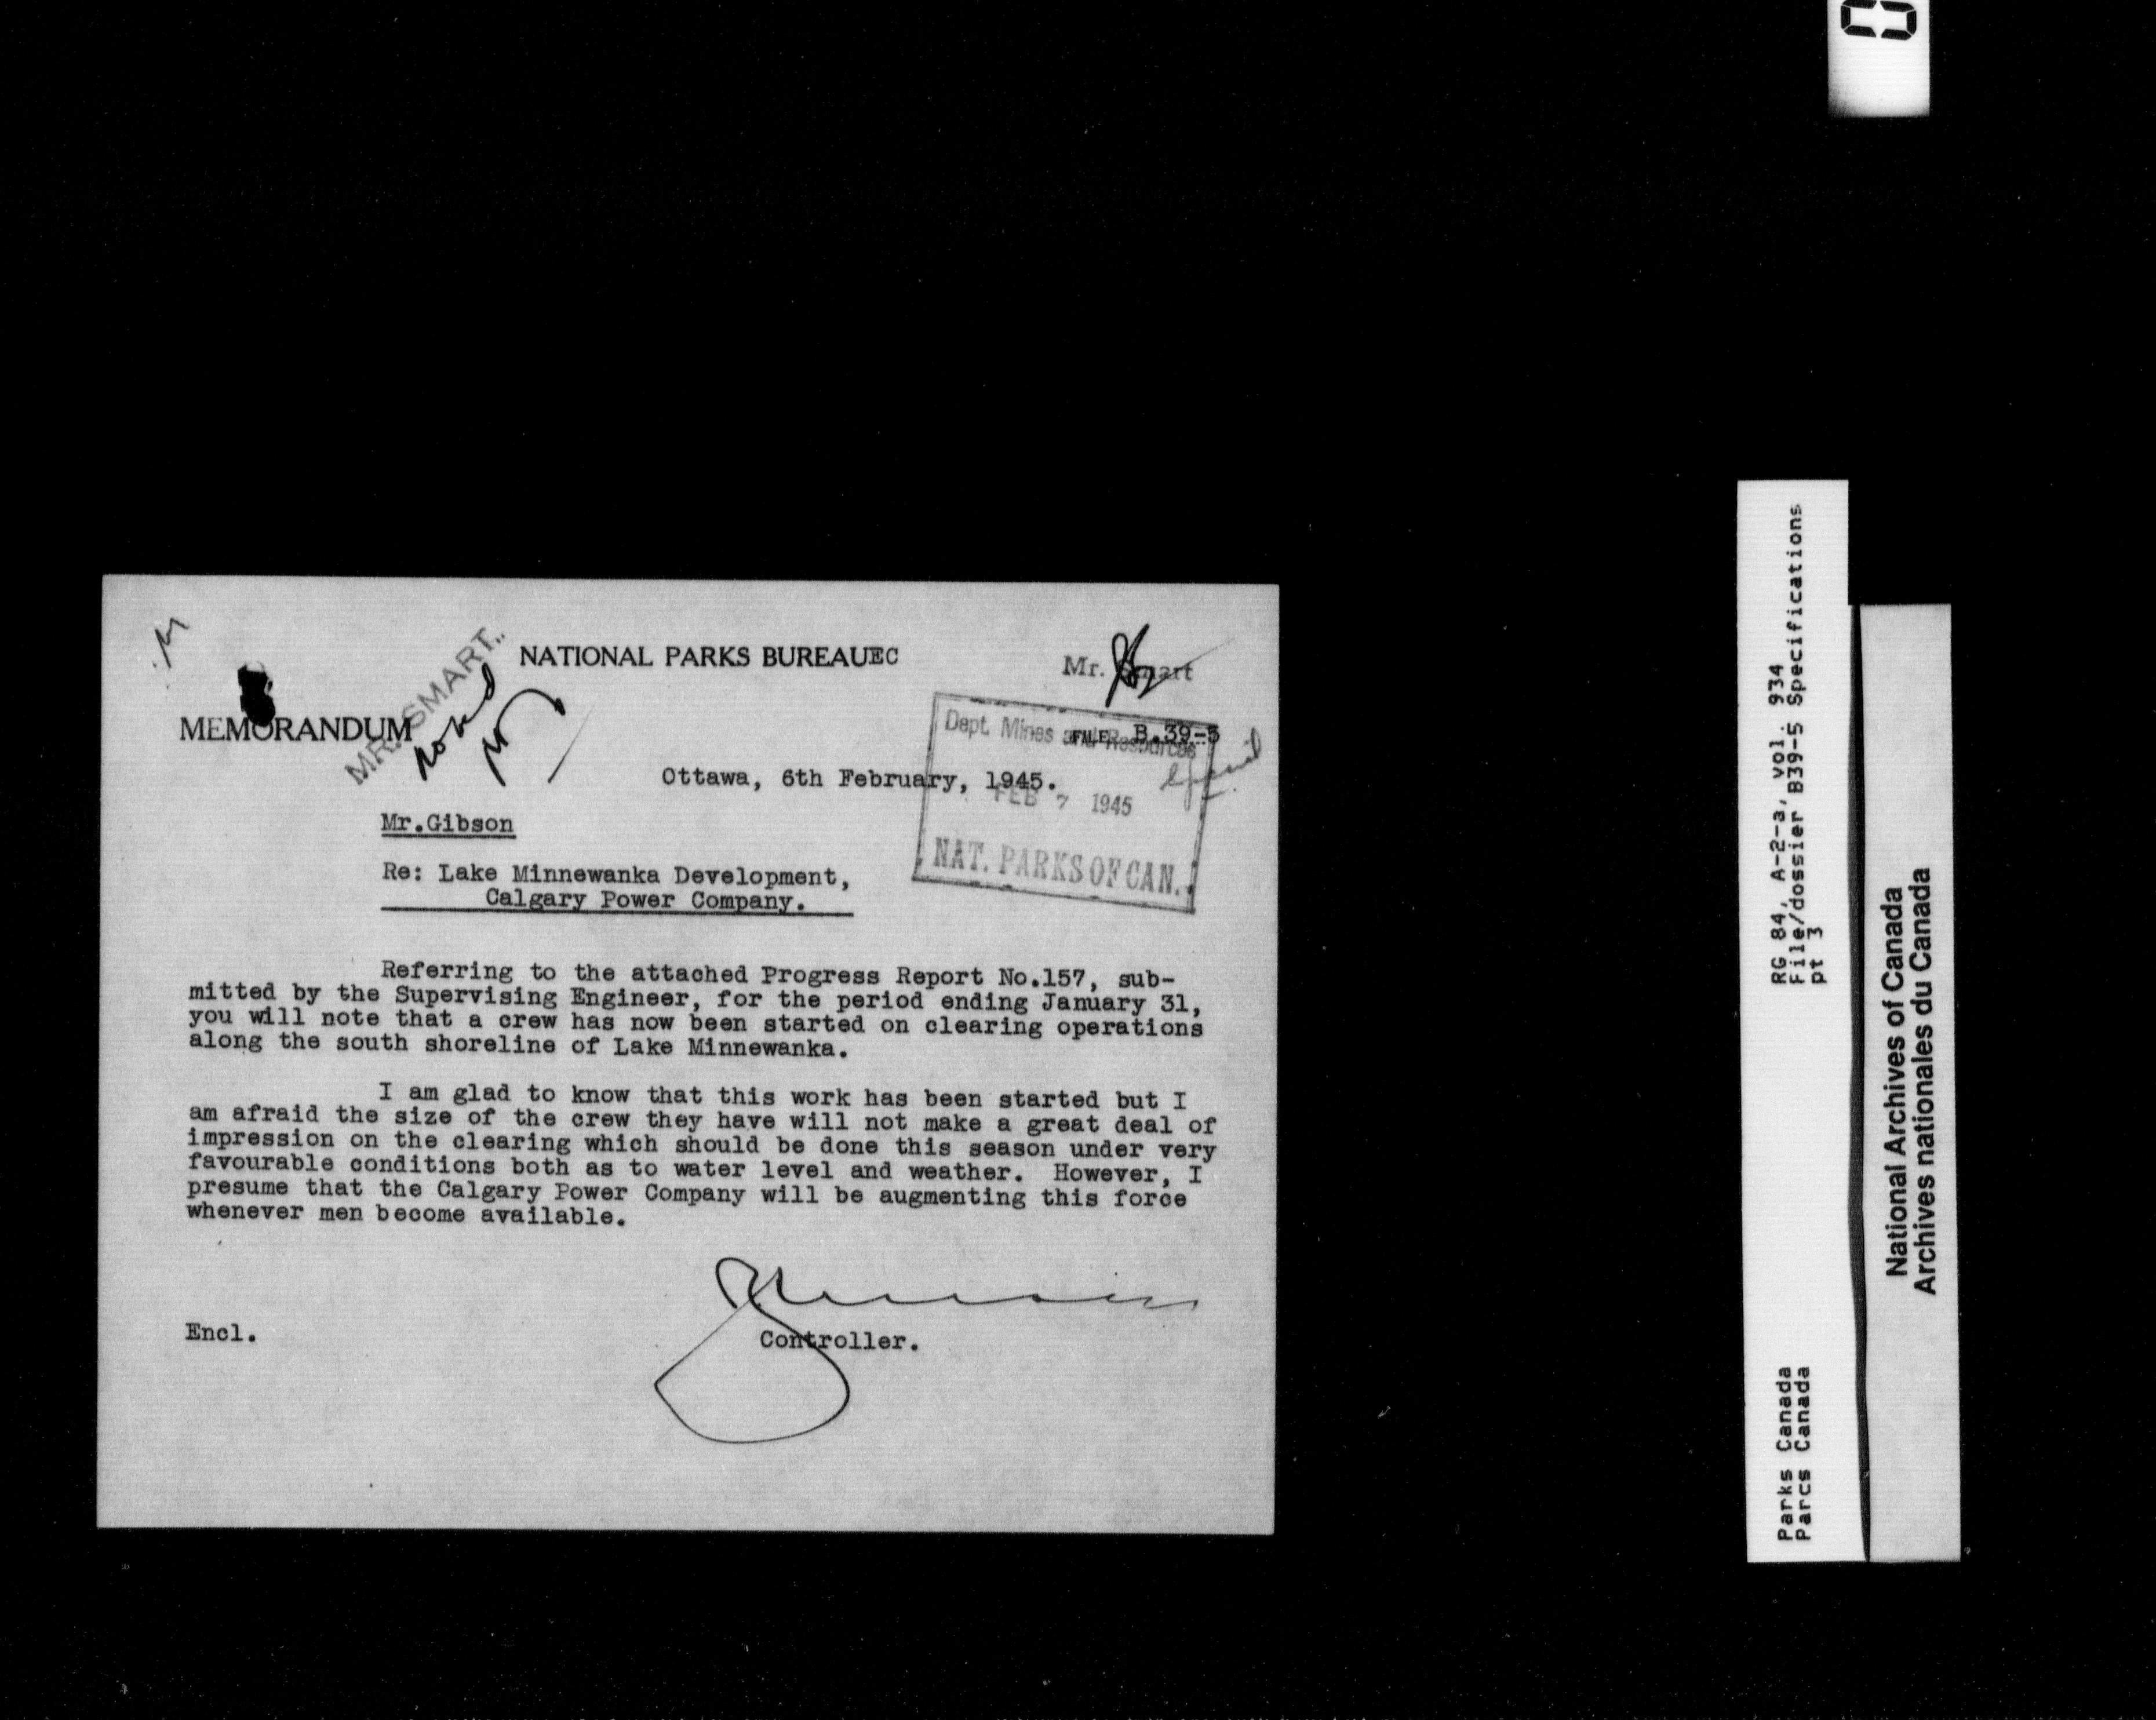 NATIONAL PARKS BUREAUEC
Mr. Smart
MR. SMART.
noted
MEMORANDUM
FILE B.39-5
Special
Dept. Mines and Resources
FEB 7 1945
NAT. PARKS OF CAN.
Ottawa, 6th February, 1945.
Mr.Gibson
Re: Lake Minnewanka Development,
Calgary Power Company.
Referring to the attached Progress Report No.157, sub-
mitted by the Supervising Engineer, for the period ending January 31,
you will note that a crew has now been started on clearing operations
along the south shoreline of Lake Minnewanka.
I am glad to know that this work has been started but I
am afraid the size of the crew they have will not make a great deal of
impression on the clearing which should be done this season under very
favourable conditions both as to water level and weather. However, I
presume that the Calgary Power Company will be augmenting this force
whenever men become available.
Encl.
Controller.
RG 84, A-2-a, vol. 934
File/dossier B39-5 Specifications
pt 3
Parks Canada
Parcs Canada
National Archives of Canada
Archives nationales du Canada